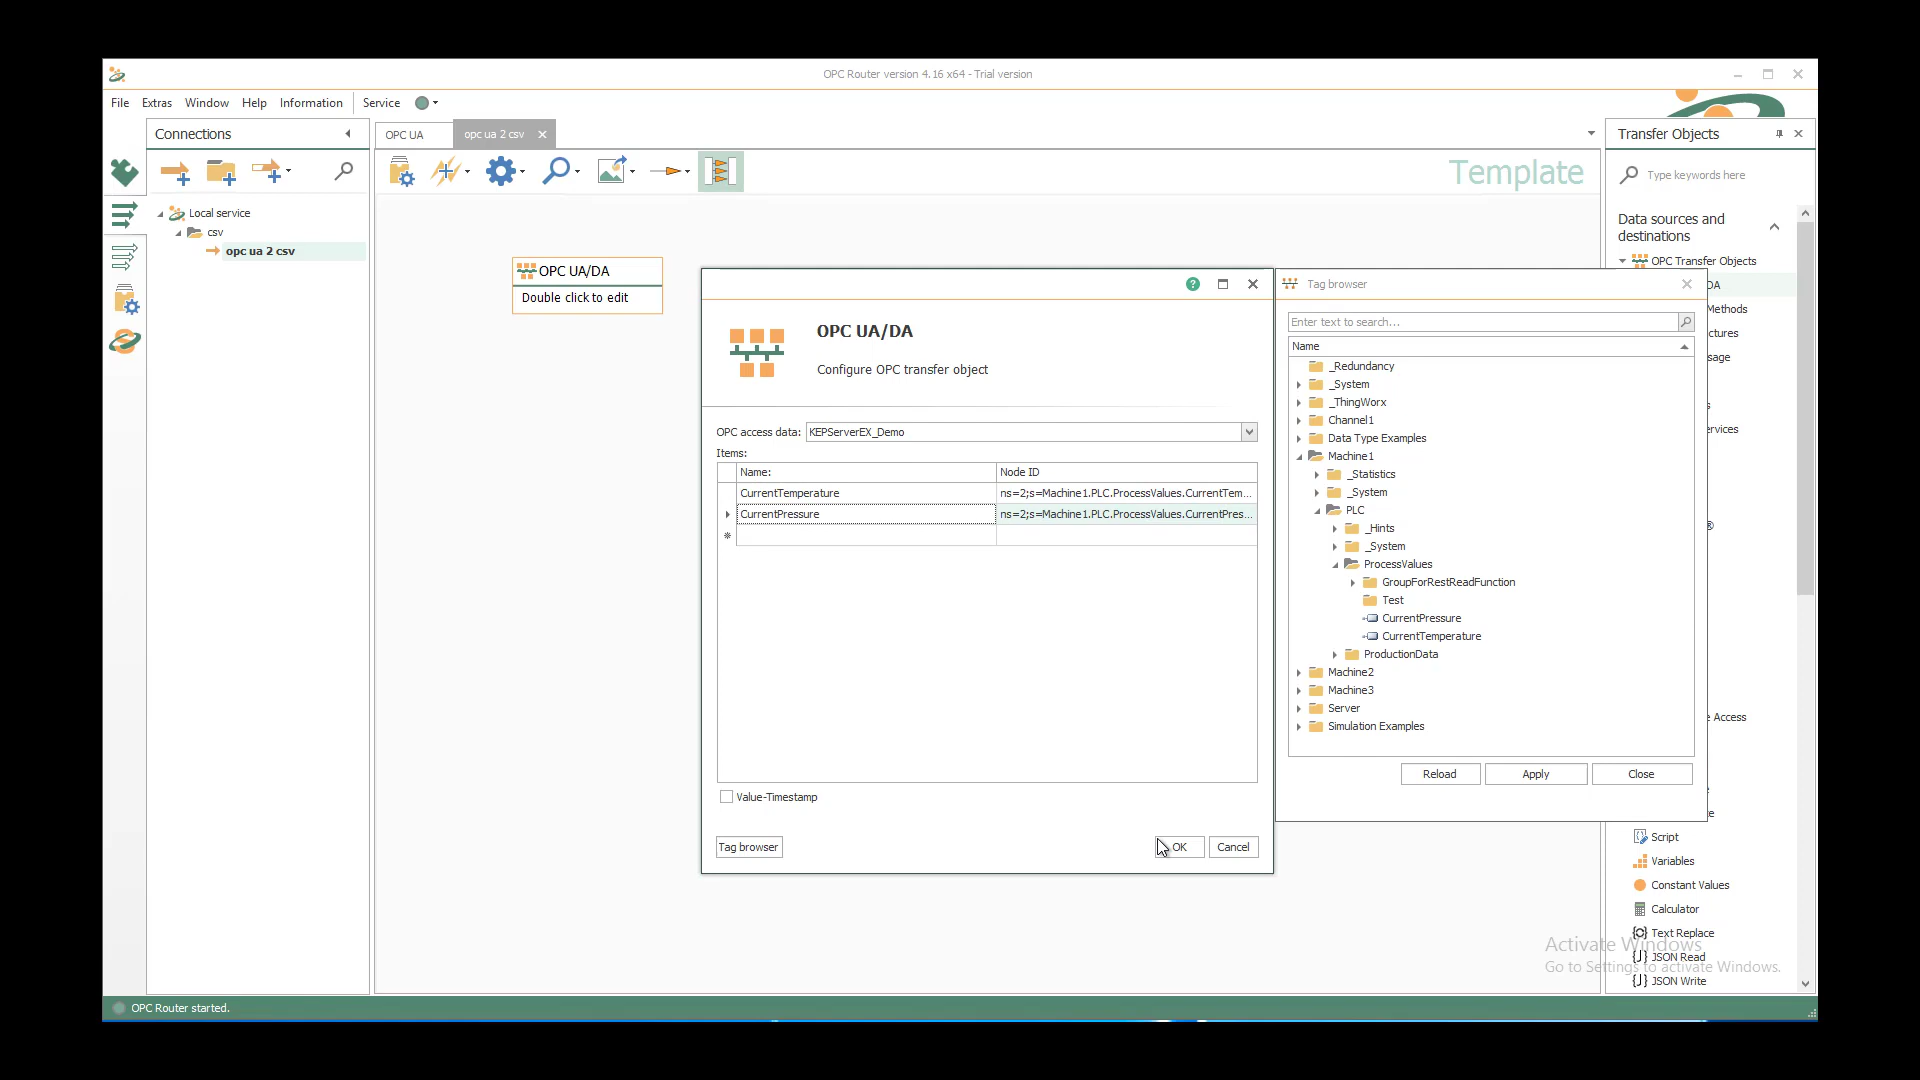 OPC Router version 4.16 x64 - Trial version
File Extras Window Help Information Service
Connections
OPC UA
opc ua 2 csv
Transfer Objects
Template
Type keywords here
Local service
csv
opc ua 2 csv
Data sources and
destinations
OPC Transfer Objects
DA
Methods
ctures
sage
s
ervices
®
e Access
e
te
Script
Variables
Constant Values
Calculator
Text Replace
JSON Read
JSON Write
OPC UA/DA
Double click to edit
OPC UA/DA
Configure OPC transfer object
OPC access data: KEPServerEX_Demo
Items:
Name: Node ID
CurrentTemperature ns=2;s=Machine1.PLC.ProcessValues.CurrentTem...
CurrentPressure ns=2;s=Machine1.PLC.ProcessValues.CurrentPres...
Value-Timestamp
Tag browser OK Cancel
Tag browser
Enter text to search...
Name
_Redundancy
_System
_ThingWorx
Channel1
Data Type Examples
Machine1
_Statistics
_System
PLC
_Hints
_System
ProcessValues
GroupForRestReadFunction
Test
CurrentPressure
CurrentTemperature
ProductionData
Machine2
Machine3
Server
Simulation Examples
Reload Apply Close
Activate Windows
Go to Settings to activate Windows.
OPC Router started.